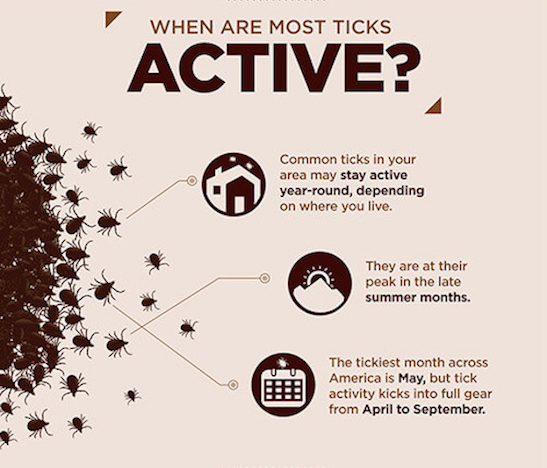 WHEN ARE MOST TICKS
ACTIVE?
Common ticks in your
area may stay active
year-round, depending
on where you live.
They are at their
peak in the late
summer months.
The tickiest month across
America is May, but tick
activity kicks into full gear
from April to September.